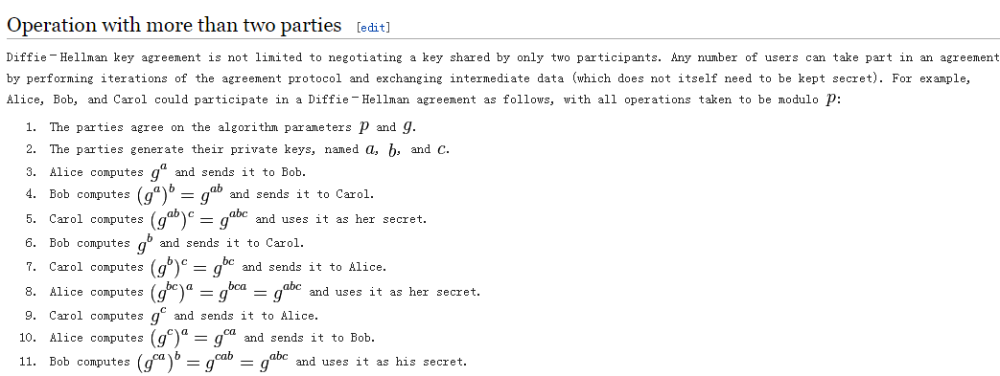 Operation with more than two parties [edit]
Diffie-Hellman key agreement is not limited to negotiating a key shared by only two participants. Any number of users can take part in an agreement
by performing iterations of the agreement protocol and exchanging intermediate data (which does not itself need to be kept secret). For example,
Alice, Bob, and Carol could participate in a Diffie-Hellman agreement as follows, with all operations taken to be modulo p:
1. The parties agree on the algorithm parameters p and g.
2. The parties generate their private keys, named a, b, and c.
3. Alice computes g^a and sends it to Bob.
4. Bob computes (g^a)^b = g^ab and sends it to Carol.
5. Carol computes (g^ab)^c = g^abc and uses it as her secret.
6. Bob computes g^b and sends it to Carol.
7. Carol computes (g^b)^c = g^bc and sends it to Alice.
8. Alice computes (g^bc)^a = g^bca = g^abc and uses it as her secret.
9. Carol computes g^c and sends it to Alice.
10. Alice computes (g^c)^a = g^ca and sends it to Bob.
11. Bob computes (g^ca)^b = g^cab = g^abc and uses it as his secret.